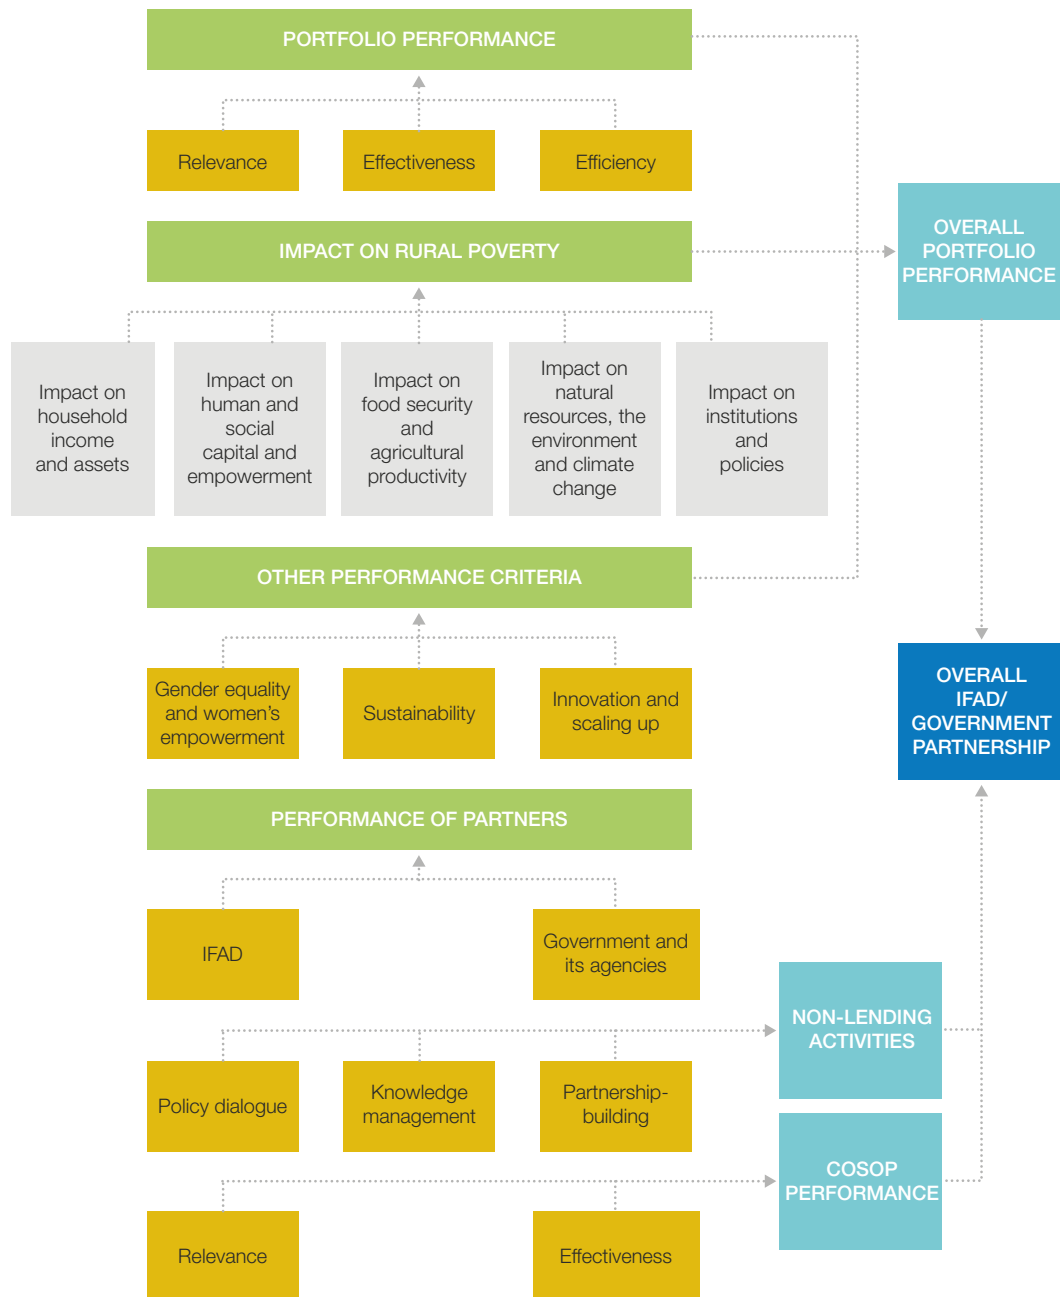 PORTFOLIO PERFORMANCE
Relevance
Effectiveness
Efficiency
IMPACT ON RURAL POVERTY
OVERALL
PORTFOLIO
PERFORMANCE
Impact on
household
income
and assets
Impact on
human and
social
capital and
empowerment
Impact on
food security
and
agricultural
productivity
Impact on
natural
resources, the
environment
and climate
change
Impact on
institutions
and
policies
OTHER PERFORMANCE CRITERIA
Gender equality
and women's
empowerment
Sustainability
Innovation and
scaling up
OVERALL
IFAD/
GOVERNMENT
PARTNERSHIP
PERFORMANCE OF PARTNERS
IFAD
Government and
its agencies
NON-LENDING
ACTIVITIES
Policy dialogue
Knowledge
management
Partnership-
building
COSOP
PERFORMANCE
Relevance
Effectiveness